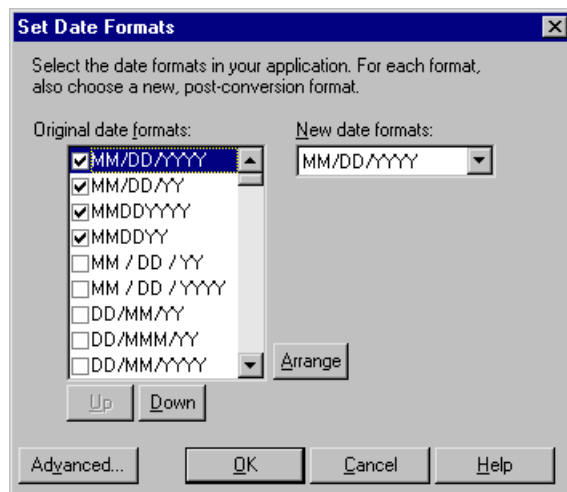 Set Date Formats
Select the date formats in your application. For each format,
also choose a new, post-conversion format.
Original date formats:
New date formats:
MM/DD/YYYY
MM/DD/YYYY
MM/DD/YY
MMDDYYYY
MMDDYY
MM / DD / YY
MM / DD / YYYY
DD/MM/YY
DD/MMM/YY
DD/MM/YYYY
Arrange
Up
Down
Advanced...
OK
Cancel
Help